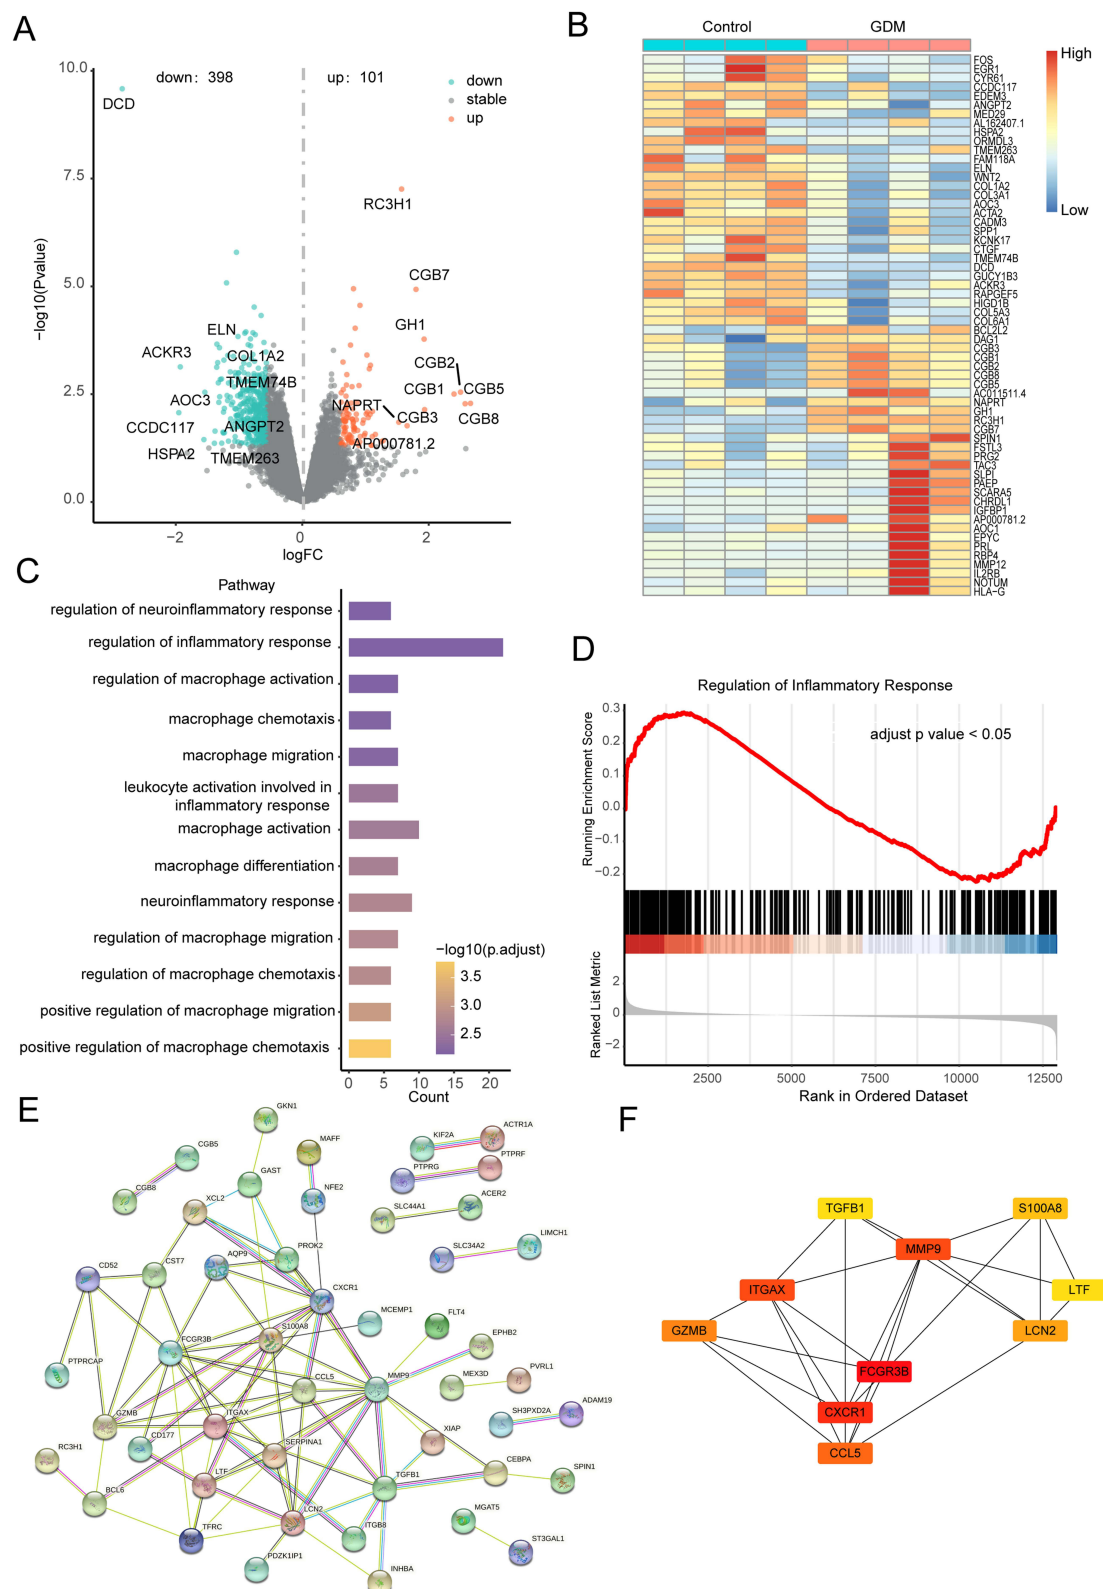 A
down: 398
up: 101
down
stable
up
10.0
7.5
5.0
2.5
0.0
−log10(Pvalue)
DCD
RC3H1
CGB7
GH1
ELN
ACKR3
COL1A2
CGB2
TMEM74B
CGB1
CGB5
AOC3
NAPRT
CGB3
CGB8
CCDC117
ANGPT2
AP000781.2
HSPA2
TMEM263
−2
0
2
logFC
B
Control
GDM
High
Low
FOS
EGR1
CYR61
CCDC117
EDEM3
ANGPT2
MED29
AL162407.1
HSPA2
ORMDL3
TMEM263
FAM118A
ELN
WNT2
COL1A2
COL3A1
AOC3
ACTA2
CADM3
SPP1
KCNK17
CTGF
TMEM74B
DCD
GUCY1B3
ACKR3
RAPGEF5
HIGD1B
COL5A3
COL6A1
BCL2L2
DAG1
CGB3
CGB1
CGB2
CGB8
CGB5
AC011511.4
NAPRT
GH1
RC3H1
CGB7
SPIN1
FSTL3
PRG2
TAC3
SLPI
PAEP
SCARA5
CHRDL1
IGFBP1
AP000781.2
AOC1
EPYC
PRL
RBP4
MMP12
IL2RB
NOTUM
HLA−G
C
Pathway
regulation of neuroinflammatory response
regulation of inflammatory response
regulation of macrophage activation
macrophage chemotaxis
macrophage migration
leukocyte activation involved in
inflammatory response
macrophage activation
macrophage differentiation
neuroinflammatory response
regulation of macrophage migration
regulation of macrophage chemotaxis
positive regulation of macrophage migration
positive regulation of macrophage chemotaxis
−log10(p.adjust)
3.5
3.0
2.5
0
5
10
15
20
Count
D
Regulation of Inflammatory Response
adjust p value < 0.05
Running Enrichment Score
0.3
0.2
0.1
0.0
−0.1
−0.2
Ranked List Metric
2
0
−2
2500
5000
7500
10000
12500
Rank in Ordered Dataset
E
GKN1
CGB5
MAFF
KIF2A
ACTR1A
GAST
PTPRG
PTPRF
CGB8
NFE2
XCL2
SLC44A1
ACER2
PROK2
SLC34A2
LIMCH1
AQP9
CD52
CST7
CXCR1
MCEMP1
FLT4
S100A8
EPHB2
FCGR3B
PTPRCAP
CCL5
MMP9
MEX3D
PVRL1
GZMB
ITGAX
SH3PXD2A
ADAM19
CD177
SERPINA1
XIAP
RC3H1
LTF
CEBPA
SPIN1
BCL6
TGFB1
LCN2
MGAT5
TFRC
ITGB8
ST3GAL1
PDZK1IP1
INHBA
F
TGFB1
S100A8
MMP9
ITGAX
LTF
GZMB
LCN2
FCGR3B
CXCR1
CCL5